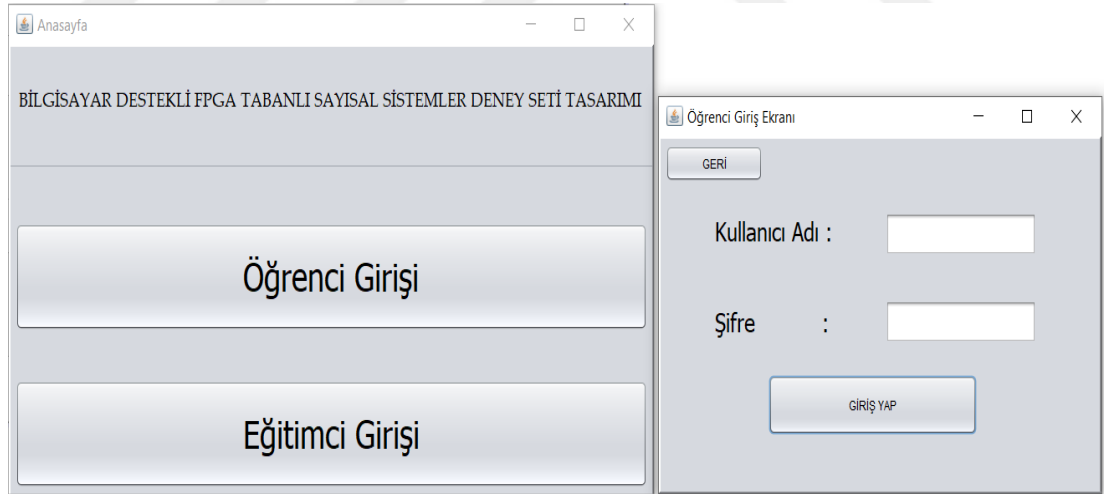 Anasayfa
BİLGİSAYAR DESTEKLİ FPGA TABANLI SAYISAL SİSTEMLER DENEY SETİ TASARIMI
Öğrenci Girişi
Eğitimci Girişi
Öğrenci Giriş Ekranı
GERİ
Kullanıcı Adı :
Şifre :
GİRİŞ YAP